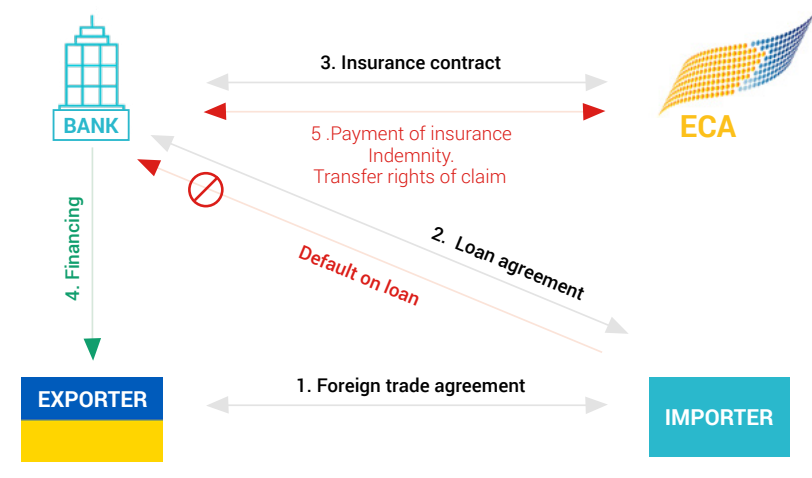 3. Insurance contract
BANK
ECA
5 .Payment of insurance
Indemnity.
Transfer rights of claim
4. Financing
2. Loan agreement
Default on loan
1. Foreign trade agreement
EXPORTER
IMPORTER